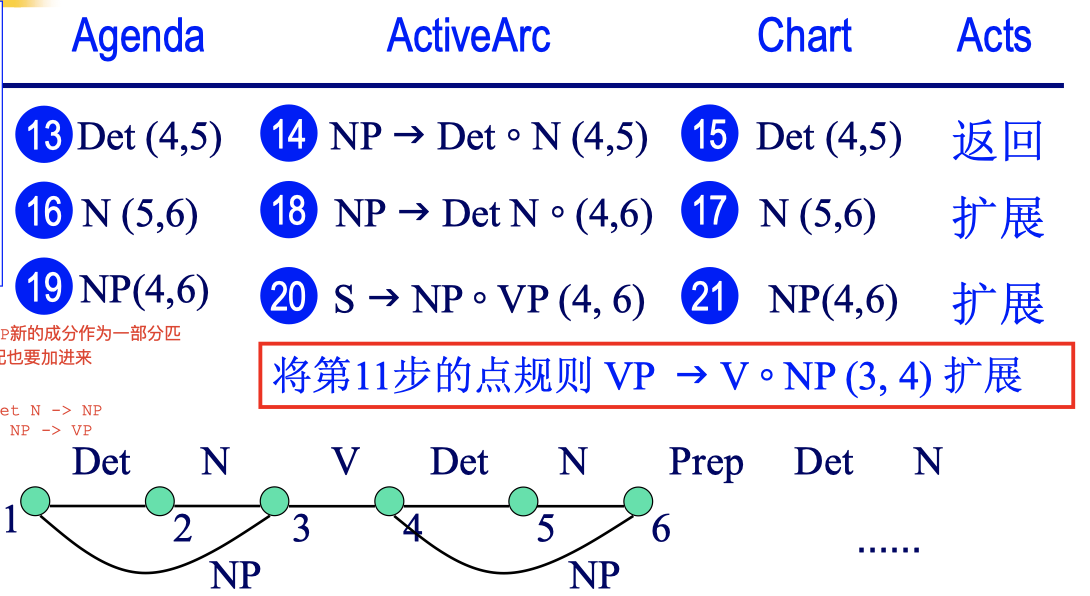 Agenda ActiveArc Chart Acts
13 Det (4,5) 14 NP → Det ∘ N (4,5) 15 Det (4,5) 返回
16 N (5,6) 18 NP → Det N ∘ (4,6) 17 N (5,6) 扩展
19 NP(4,6) 20 S → NP ∘ VP (4, 6) 21 NP(4,6) 扩展
P新的成分作为一部分匹
配也要加进来
将第11步的点规则 VP → V ∘ NP (3, 4) 扩展
et N -> NP
NP -> VP
Det N V Det N Prep Det N
1 2 3 4 5 6
NP NP ......